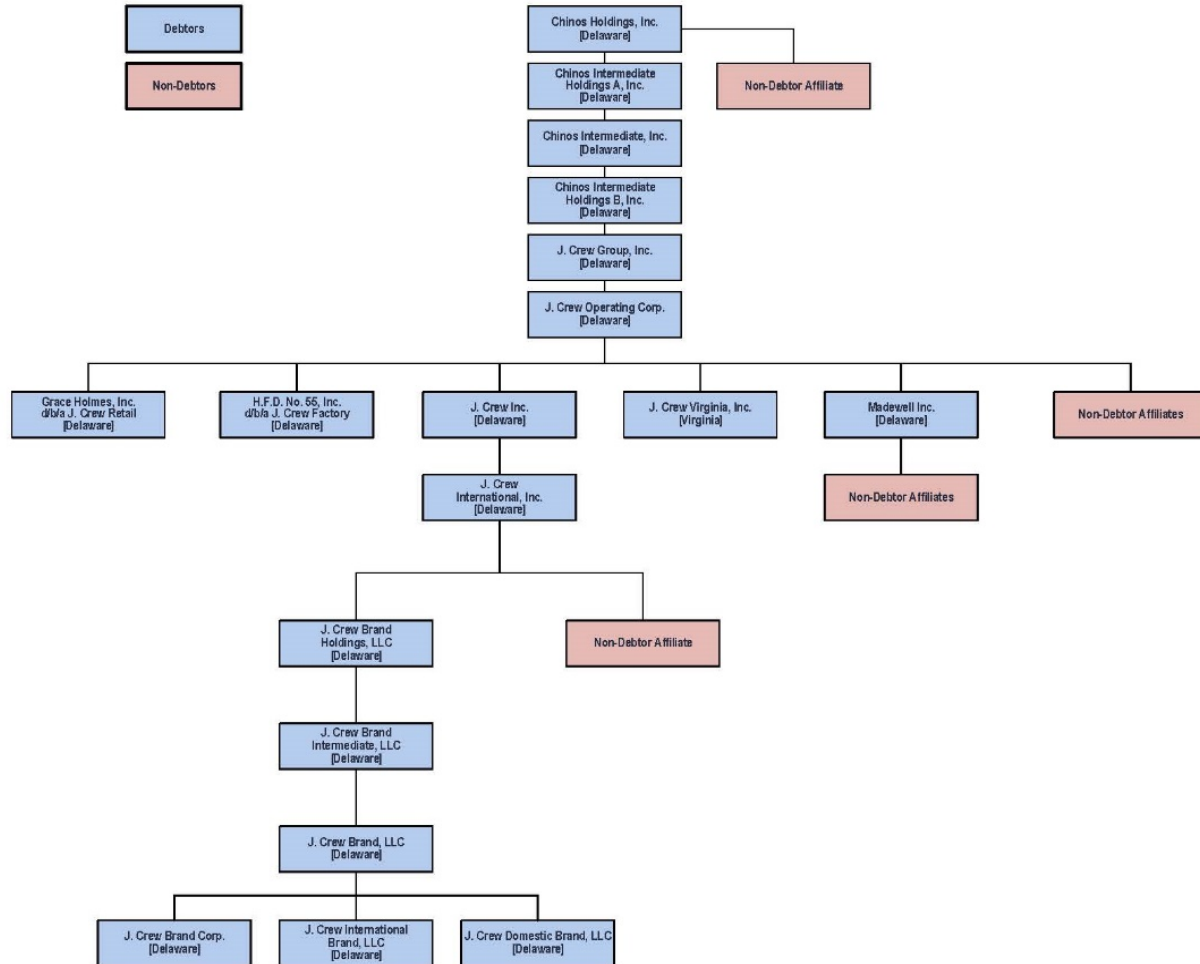 Debtors
Chinos Holdings, Inc.
[Delaware]
Non-Debtors
Chinos Intermediate
Holdings A, Inc.
[Delaware]
Non-Debtor Affiliate
Chinos Intermediate, Inc.
[Delaware]
Chinos Intermediate
Holdings B, Inc.
[Delaware]
J. Crew Group, Inc.
[Delaware]
J. Crew Operating Corp.
[Delaware]
Grace Holmes, Inc.
d/b/a J. Crew Retail
[Delaware]
H.F.D. No. 55, Inc.
d/b/a J. Crew Factory
[Delaware]
J. Crew Inc.
[Delaware]
J. Crew Virginia, Inc.
[Virginia]
Madewell Inc.
[Delaware]
Non-Debtor Affiliates
J. Crew
International, Inc.
[Delaware]
Non-Debtor Affiliates
J. Crew Brand
Holdings, LLC
[Delaware]
Non-Debtor Affiliate
J. Crew Brand
Intermediate, LLC
[Delaware]
J. Crew Brand, LLC
[Delaware]
J. Crew Brand Corp.
[Delaware]
J. Crew International
Brand, LLC
[Delaware]
J. Crew Domestic Brand, LLC
[Delaware]